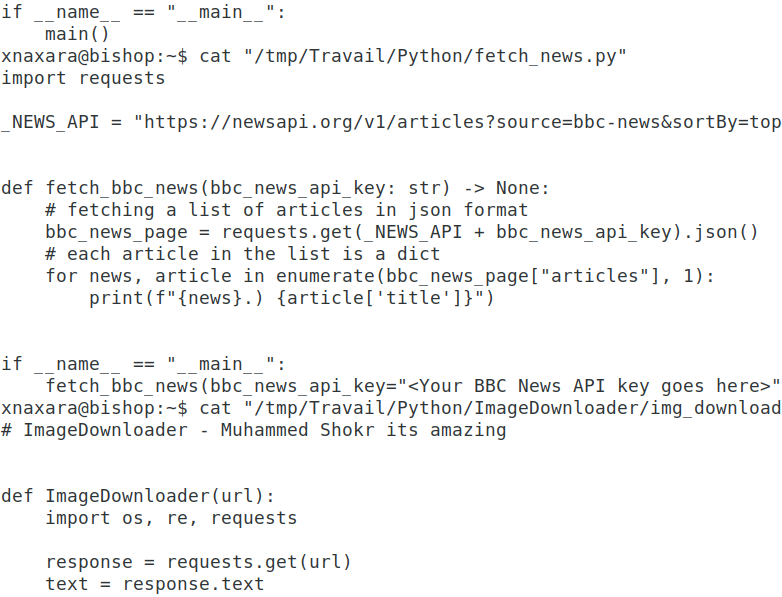 if __name__ == "__main__":
    main()
xnaxara@bishop:~$ cat "/tmp/Travail/Python/fetch_news.py"
import requests

_NEWS_API = "https://newsapi.org/v1/articles?source=bbc-news&sortBy=top


def fetch_bbc_news(bbc_news_api_key: str) -> None:
    # fetching a list of articles in json format
    bbc_news_page = requests.get(_NEWS_API + bbc_news_api_key).json()
    # each article in the list is a dict
    for news, article in enumerate(bbc_news_page["articles"], 1):
        print(f"{news}.) {article['title']}")


if __name__ == "__main__":
    fetch_bbc_news(bbc_news_api_key="<Your BBC News API key goes here>"
xnaxara@bishop:~$ cat "/tmp/Travail/Python/ImageDownloader/img_download
# ImageDownloader - Muhammed Shokr its amazing


def ImageDownloader(url):
    import os, re, requests

    response = requests.get(url)
    text = response.text